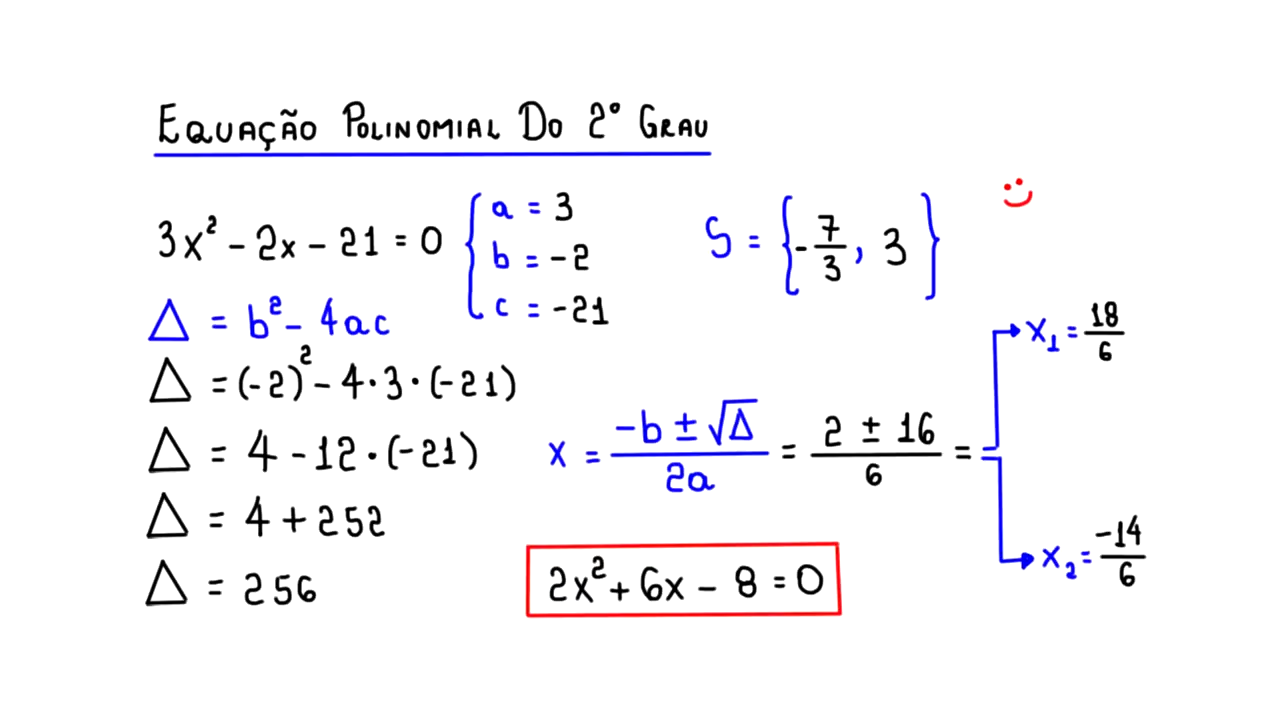 EQUAÇÃO POLINOMIAL DO 2° GRAU
3x² - 2x - 21 = 0 { a = 3
b = -2
c = -21
S = {-7/3, 3}
Δ = b² - 4ac
Δ = (-2)² - 4·3·(-21)
Δ = 4 - 12·(-21)
Δ = 4 + 252
Δ = 256
x = (-b ± √Δ)/2a = (2 ± 16)/6 =
x₁ = 18/6
x₂ = -14/6
2x² + 6x - 8 = 0